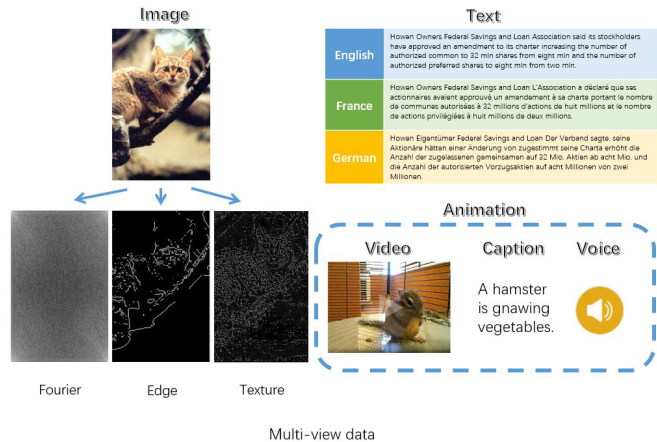 Image
Text
English
Howen Owners Federal Savings and Loan Association said its stockholders
have approved an amendment to its charter increasing the number of
authorized common to 32 mln shares from eight mln and the number of
authorized preferred shares to eight mln from two mln.
France
Howen Owners Federal Savings and Loan L'Association a déclaré que ses
actionnaires avaient approuvé un amendement à sa charte portant le nombre
de communes autorisées à 32 millions d'actions de huit millions et le nombre
de actions privilégiées à huit millions de deux millions.
German
Howen Eigentümer Federal Savings and Loan Der Verband sagte, seine
Aktionäre hätten einer Änderung von zugestimmt seine Charta erhöht die
Anzahl der zugelassenen gemeinsamen auf 32 Mio. Aktien ab acht Mio. und
die Anzahl der autorisierten Vorzugsaktien auf acht Millionen von zwei
Millionen.
Animation
Video
Caption
Voice
A hamster
is gnawing
vegetables.
Fourier
Edge
Texture
Multi-view data